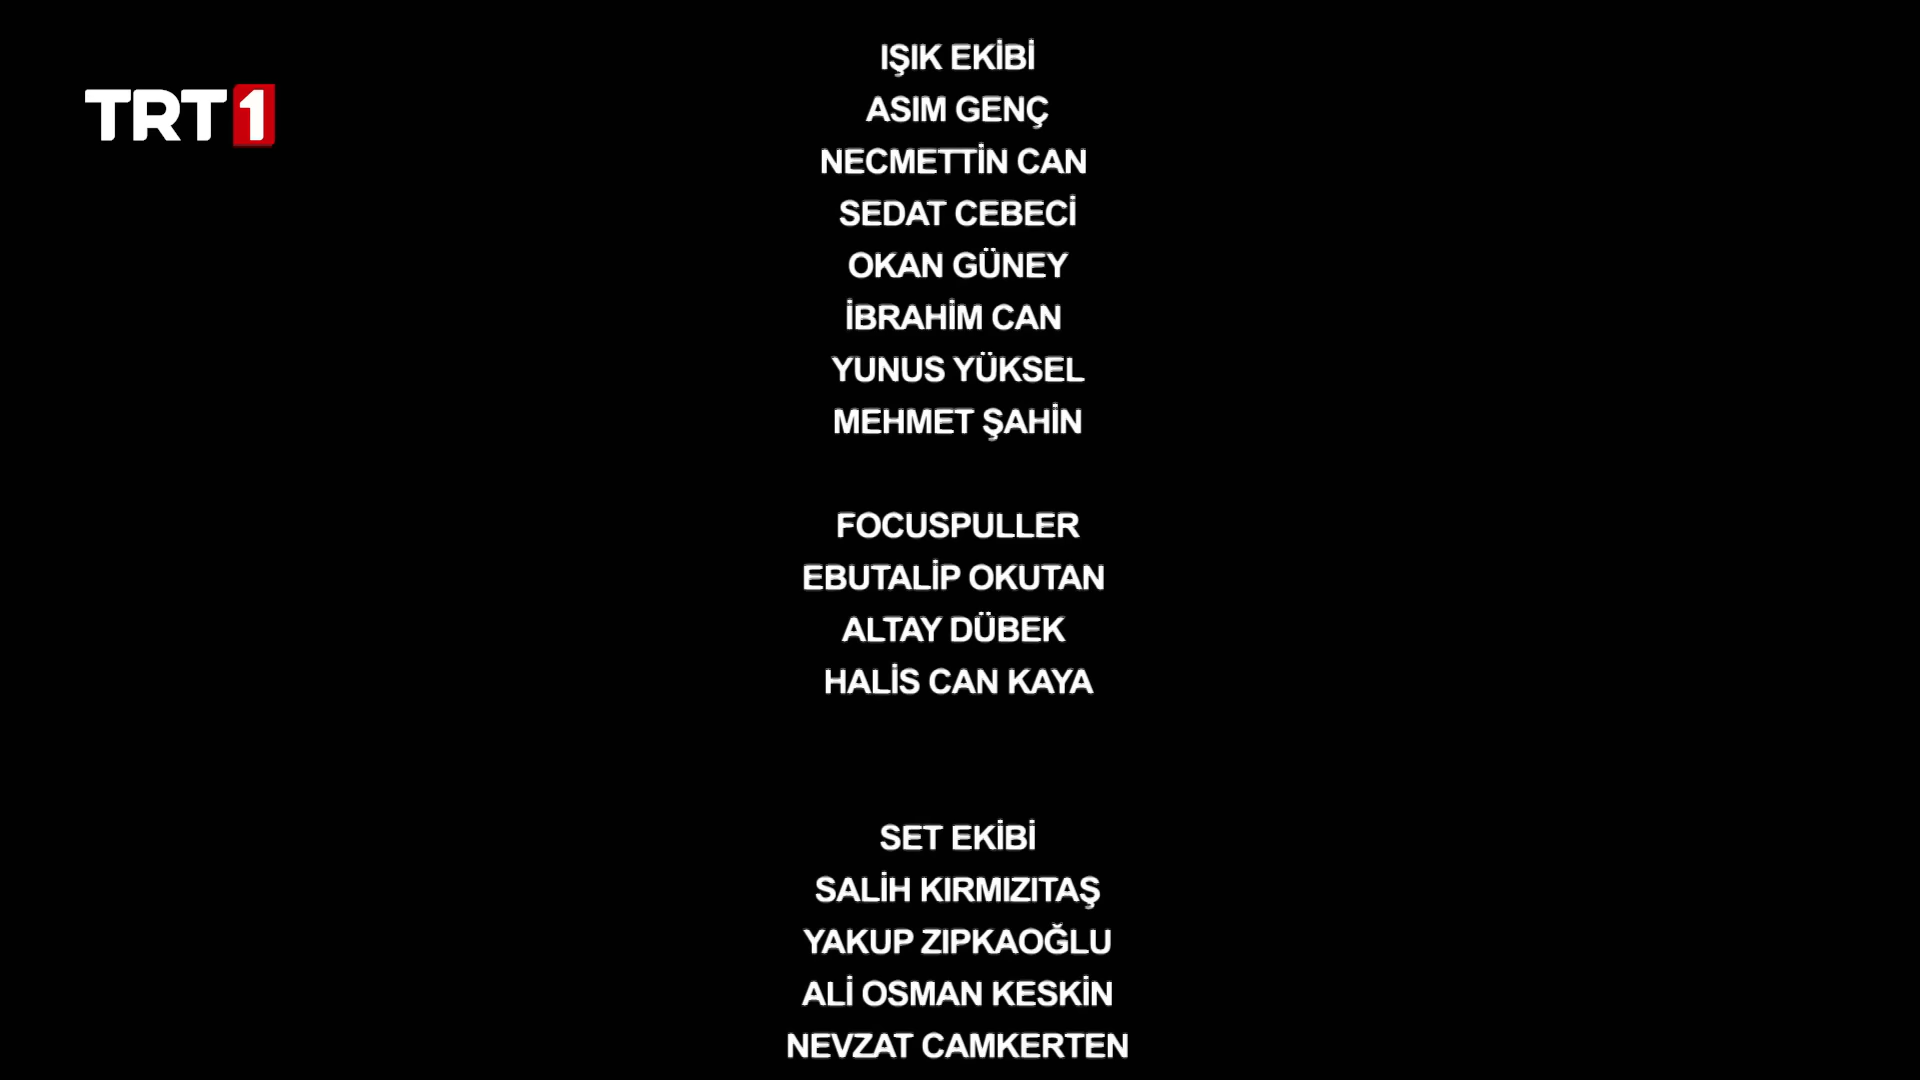 TRT1
IŞIK EKİBİ
ASIM GENÇ
NECMETTİN CAN
SEDAT CEBECİ
OKAN GÜNEY
İBRAHİM CAN
YUNUS YÜKSEL
MEHMET ŞAHİN
FOCUSPULLER
EBUTALİP OKUTAN
ALTAY DÜBEK
HALİS CAN KAYA
SET EKİBİ
SALİH KIRMIZITAŞ
YAKUP ZIPKAOĞLU
ALİ OSMAN KESKİN
NEVZAT CAMKERTEN